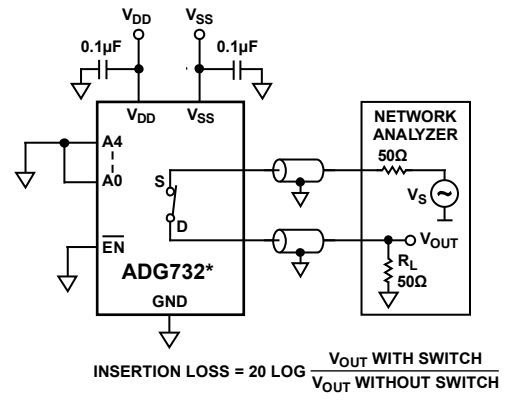 VDD
VSS
0.1µF
0.1µF
VDD
VSS
A4
A0
S
D
EN
ADG732*
GND
NETWORK
ANALYZER
50Ω
VS
VOUT
RL
50Ω
INSERTION LOSS = 20 LOG VOUT WITH SWITCH
VOUT WITHOUT SWITCH